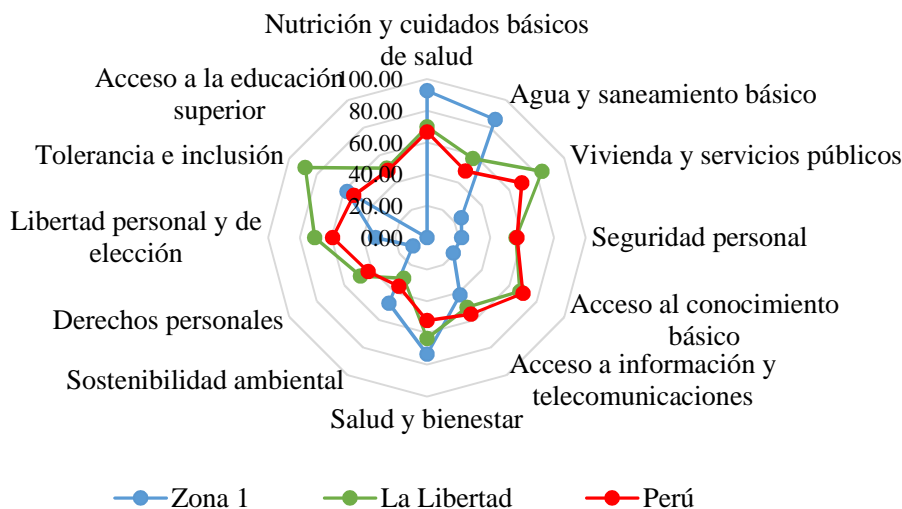 Nutrición y cuidados básicos
de salud
Acceso a la educación
superior
100.00
80.00
60.00
40.00
20.00
0.00
Agua y saneamiento básico
Tolerancia e inclusión
Vivienda y servicios públicos
Libertad personal y de
elección
Seguridad personal
Derechos personales
Acceso al conocimiento
básico
Sostenibilidad ambiental
Acceso a información y
telecomunicaciones
Salud y bienestar
Zona 1
La Libertad
Perú